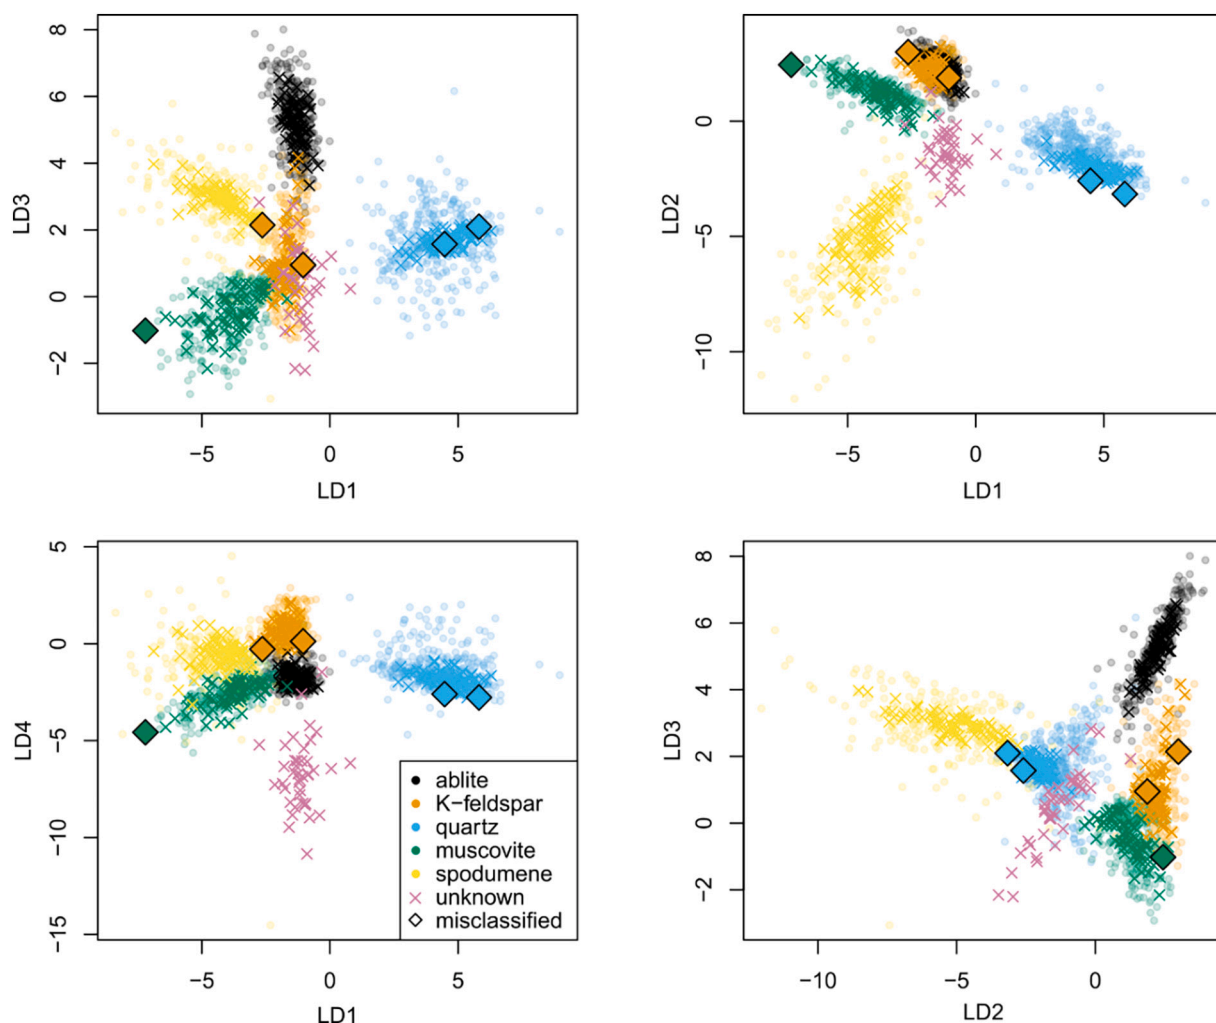 8
6
4
2
0
−2
LD3
−5
0
5
LD1
0
−5
−10
LD2
−5
0
5
LD1
5
0
−5
−10
−15
LD4
−5
0
5
LD1
ablite
K−feldspar
quartz
muscovite
spodumene
unknown
misclassified
8
6
4
2
0
−2
LD3
−10
−5
0
LD2